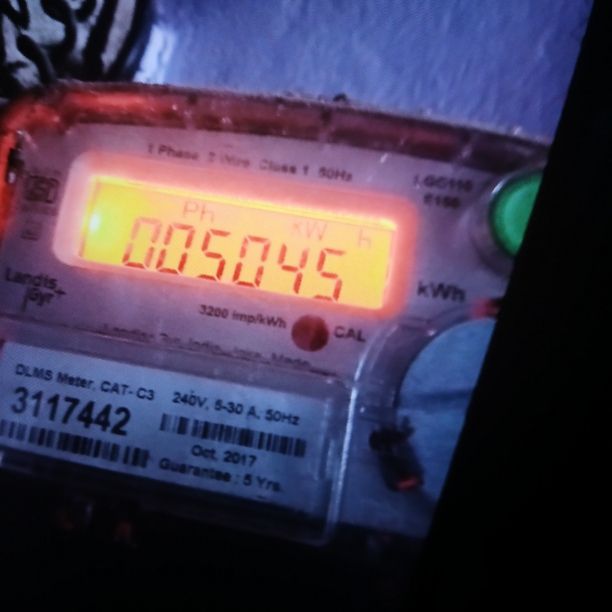 1 Phase 2 Wire Class 1 50Hz
Ph kW h
005045
kWh
Landis
Gyr+
3200 imp/kWh CAL
DLMS Meter, CAT- C3 240V, 5-30 A, 50Hz
3117442
Oct. 2017
Guarantee : 5 Yrs.